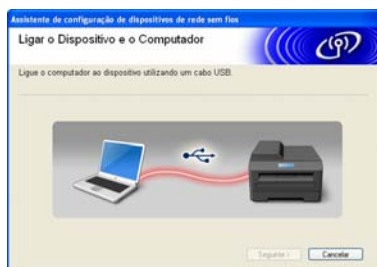 Assistente de configuração de dispositivos de rede sem fios
Ligar o Dispositivo e o Computador
Ligue o computador ao dispositivo utilizando um cabo USB.
Seguinte >
Cancelar